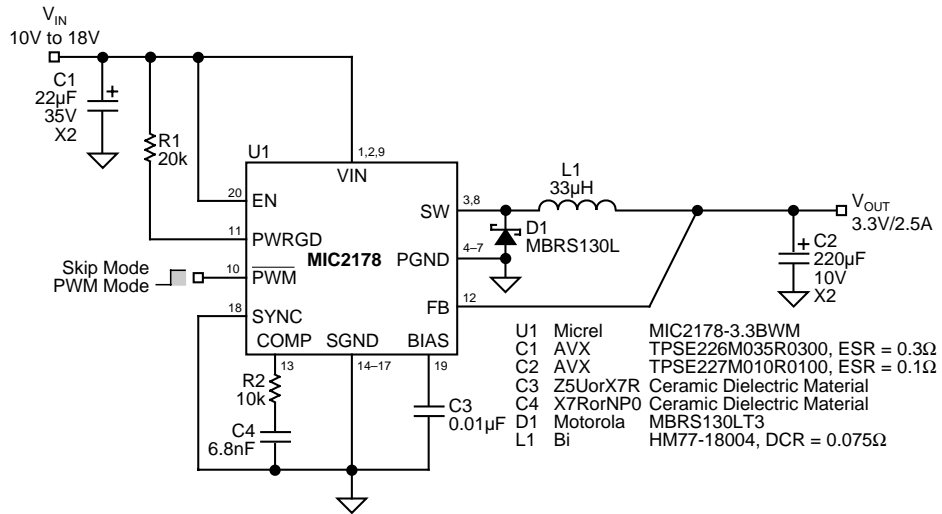 VIN
10V to 18V
C1
22µF
35V
X2
+
R1
20k
U1
1,2,9
VIN
20
EN
11
PWRGD
MIC2178
10
PWM
Skip Mode
PWM Mode
18
SYNC
COMP
SGND
BIAS
13
14–17
19
SW
3,8
PGND
4–7
FB
12
L1
33µH
D1
MBRS130L
VOUT
3.3V/2.5A
+
C2
220µF
10V
X2
R2
10k
C4
6.8nF
C3
0.01µF
U1 Micrel MIC2178-3.3BWM
C1 AVX TPSE226M035R0300, ESR = 0.3Ω
C2 AVX TPSE227M010R0100, ESR = 0.1Ω
C3 Z5UorX7R Ceramic Dielectric Material
C4 X7RorNP0 Ceramic Dielectric Material
D1 Motorola MBRS130LT3
L1 Bi HM77-18004, DCR = 0.075Ω